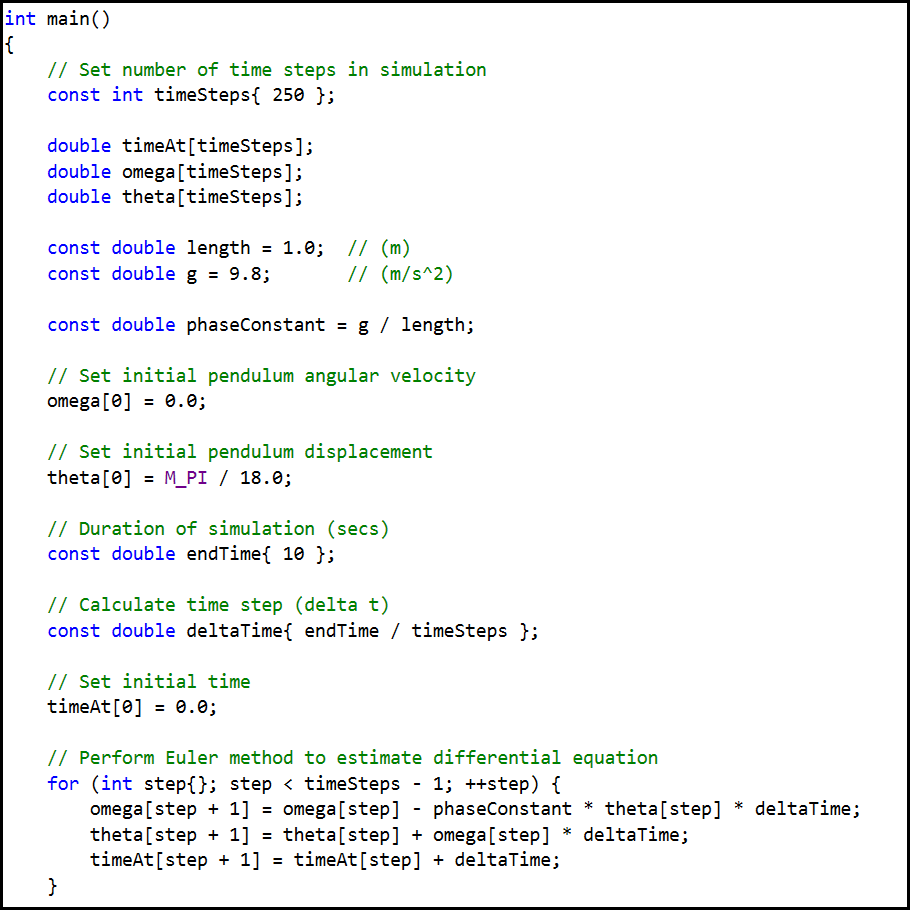 int main()
{
    // Set number of time steps in simulation
    const int timeSteps{ 250 };

    double timeAt[timeSteps];
    double omega[timeSteps];
    double theta[timeSteps];

    const double length = 1.0;  // (m)
    const double g = 9.8;       // (m/s^2)

    const double phaseConstant = g / length;

    // Set initial pendulum angular velocity
    omega[0] = 0.0;

    // Set initial pendulum displacement
    theta[0] = M_PI / 18.0;

    // Duration of simulation (secs)
    const double endTime{ 10 };

    // Calculate time step (delta t)
    const double deltaTime{ endTime / timeSteps };

    // Set initial time
    timeAt[0] = 0.0;

    // Perform Euler method to estimate differential equation
    for (int step{}; step < timeSteps - 1; ++step) {
        omega[step + 1] = omega[step] - phaseConstant * theta[step] * deltaTime;
        theta[step + 1] = theta[step] + omega[step] * deltaTime;
        timeAt[step + 1] = timeAt[step] + deltaTime;
    }